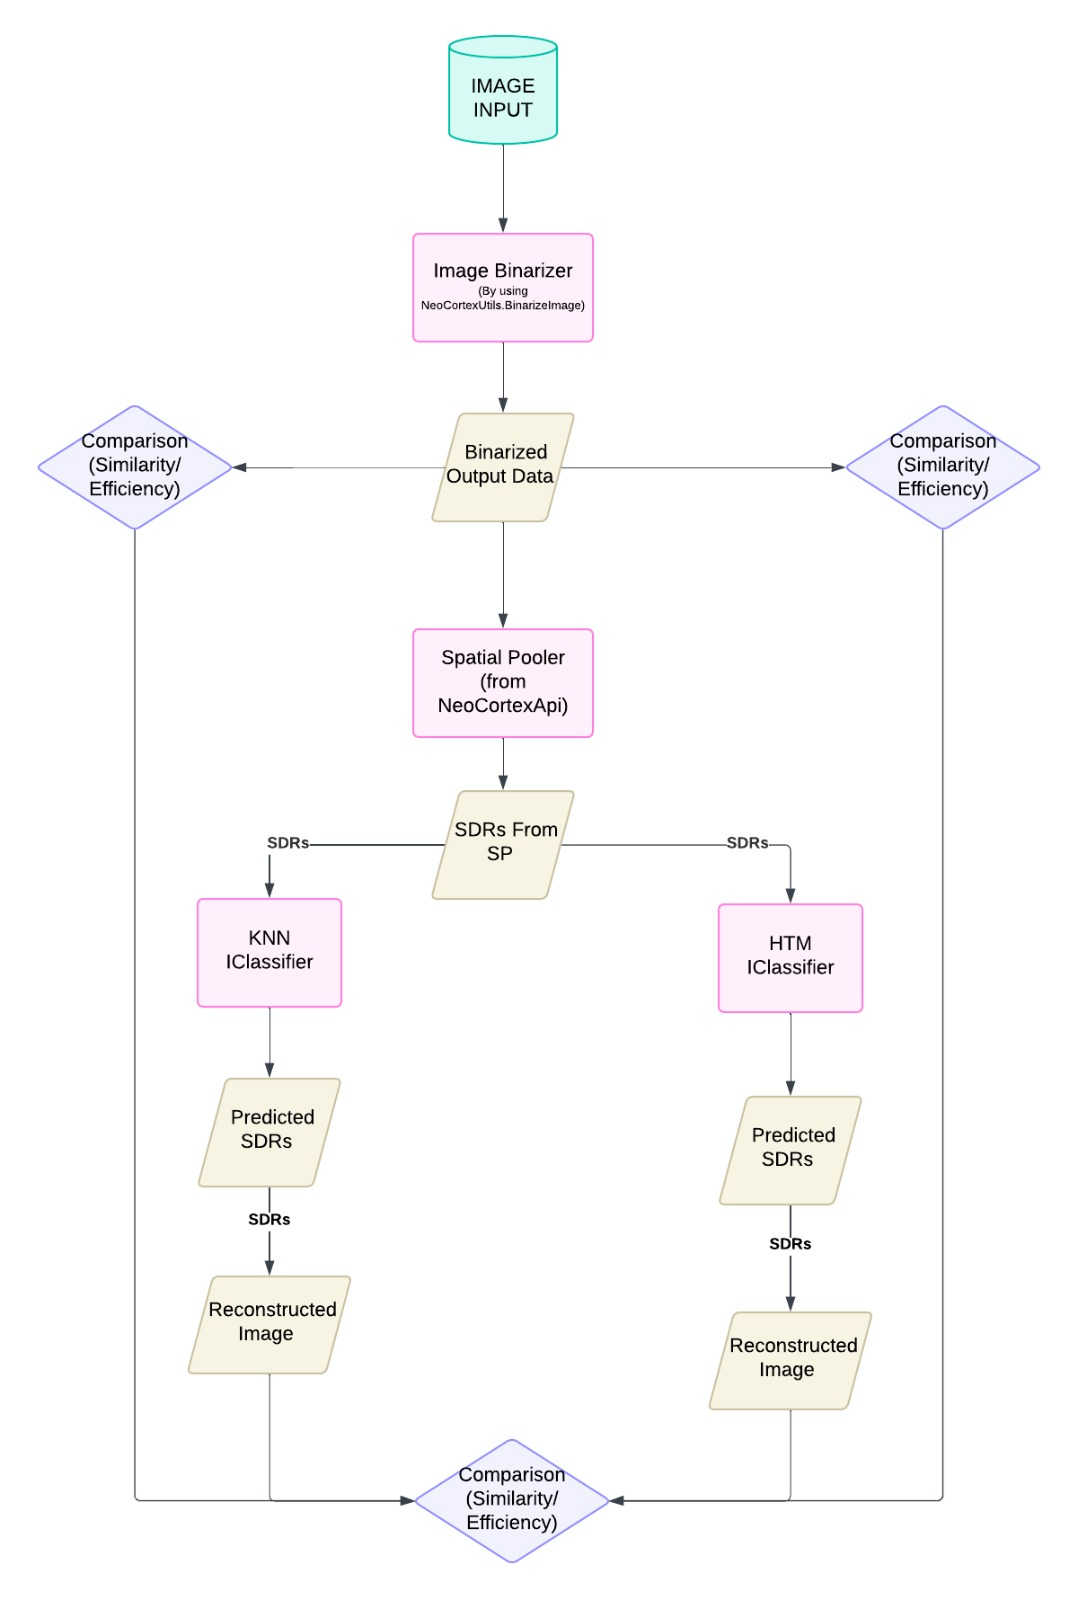 IMAGE
INPUT
Image Binarizer
(By using
NeoCortexUtils.BinarizeImage)
Comparison
(Similarity/
Efficiency)
Binarized
Output Data
Comparison
(Similarity/
Efficiency)
Spatial Pooler
(from
NeoCortexApi)
SDRs From
SP
SDRs
SDRs
KNN
IClassifier
HTM
IClassifier
Predicted
SDRs
Predicted
SDRs
SDRs
SDRs
Reconstructed
Image
Reconstructed
Image
Comparison
(Similarity/
Efficiency)